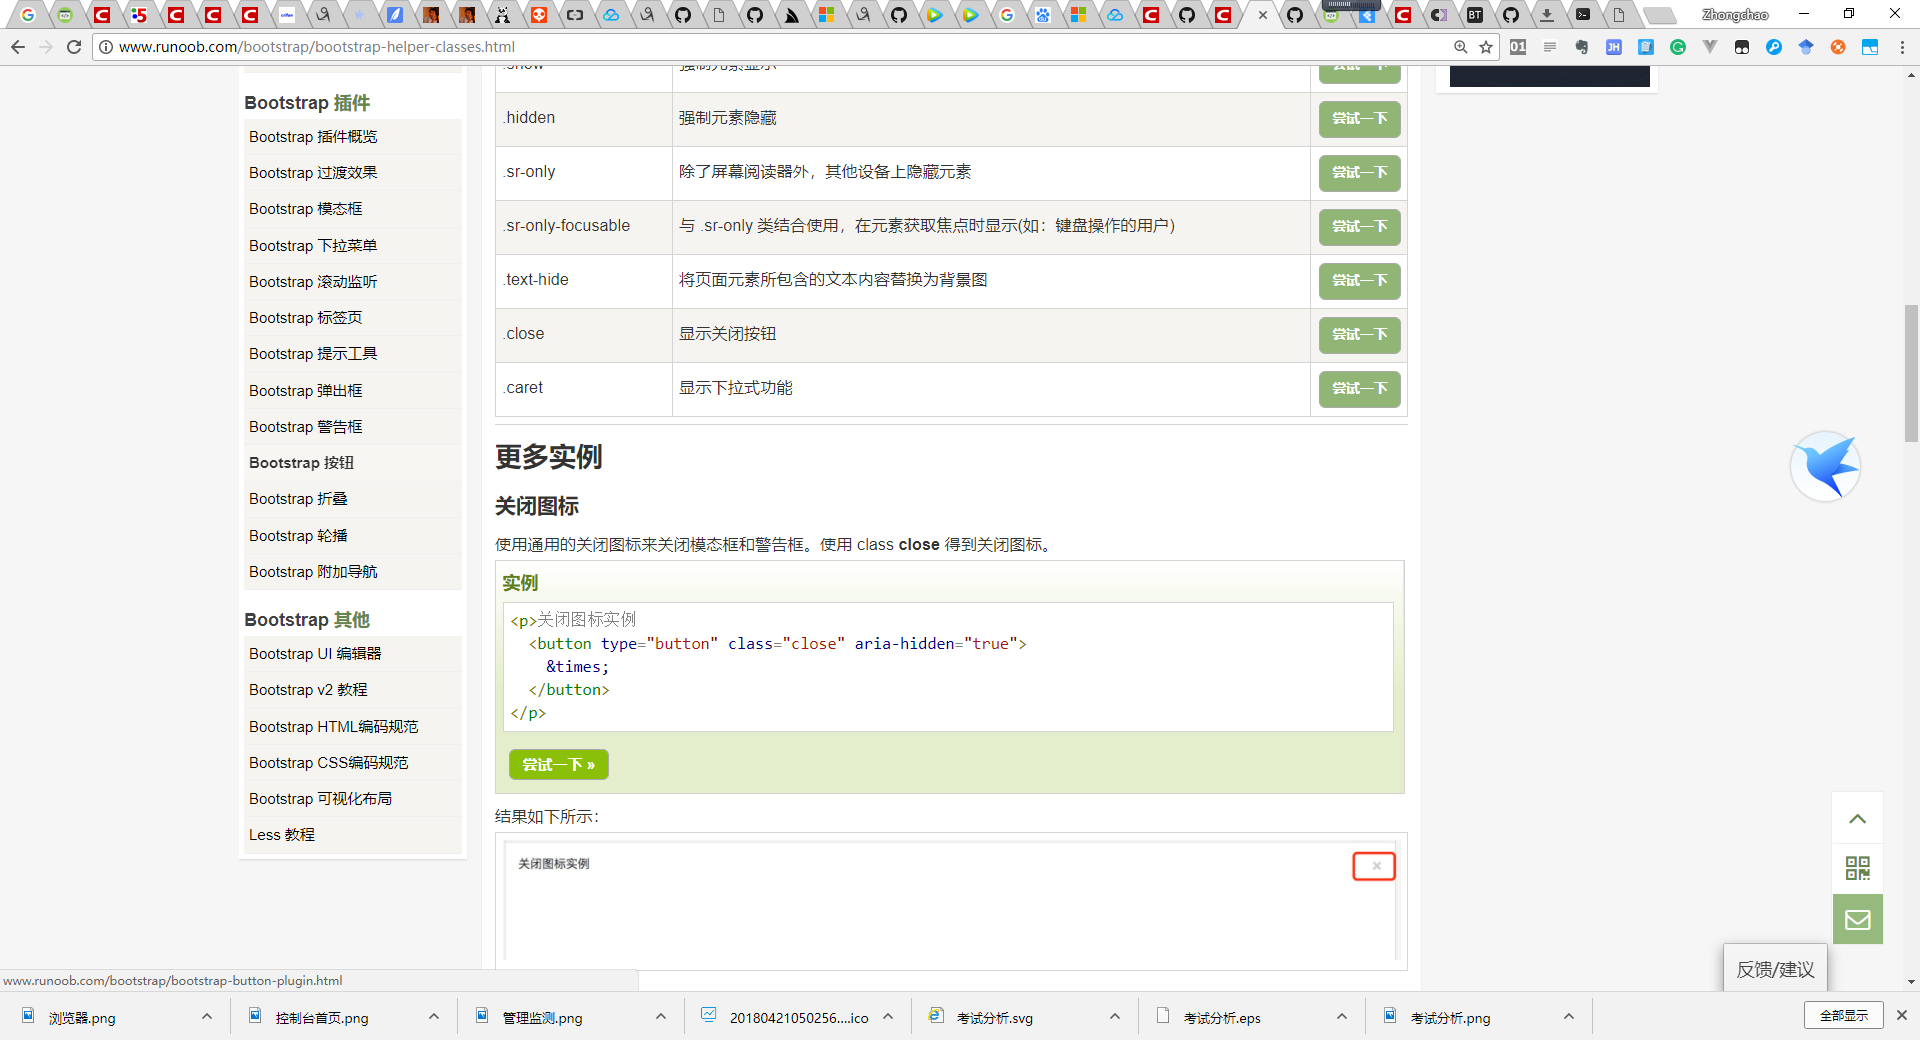 Zhongchao
www.runoob.com/bootstrap/bootstrap-helper-classes.html
Bootstrap 插件
Bootstrap 插件概览
Bootstrap 过渡效果
Bootstrap 模态框
Bootstrap 下拉菜单
Bootstrap 滚动监听
Bootstrap 标签页
Bootstrap 提示工具
Bootstrap 弹出框
Bootstrap 警告框
Bootstrap 按钮
Bootstrap 折叠
Bootstrap 轮播
Bootstrap 附加导航
Bootstrap 其他
Bootstrap UI 编辑器
Bootstrap v2 教程
Bootstrap HTML编码规范
Bootstrap CSS编码规范
Bootstrap 可视化布局
Less 教程
.show 强制元素显示 尝试一下
.hidden 强制元素隐藏 尝试一下
.sr-only 除了屏幕阅读器外，其他设备上隐藏元素 尝试一下
.sr-only-focusable 与 .sr-only 类结合使用，在元素获取焦点时显示(如：键盘操作的用户) 尝试一下
.text-hide 将页面元素所包含的文本内容替换为背景图 尝试一下
.close 显示关闭按钮 尝试一下
.caret 显示下拉式功能 尝试一下
更多实例
关闭图标
使用通用的关闭图标来关闭模态框和警告框。使用 class close 得到关闭图标。
实例
<p>关闭图标实例
<button type="button" class="close" aria-hidden="true">
&times;
</button>
</p>
尝试一下 »
结果如下所示：
关闭图标实例 ×
反馈/建议
www.runoob.com/bootstrap/bootstrap-button-plugin.html
浏览器.png
控制台首页.png
管理监测.png
20180421050256....ico
考试分析.svg
考试分析.eps
考试分析.png
全部显示